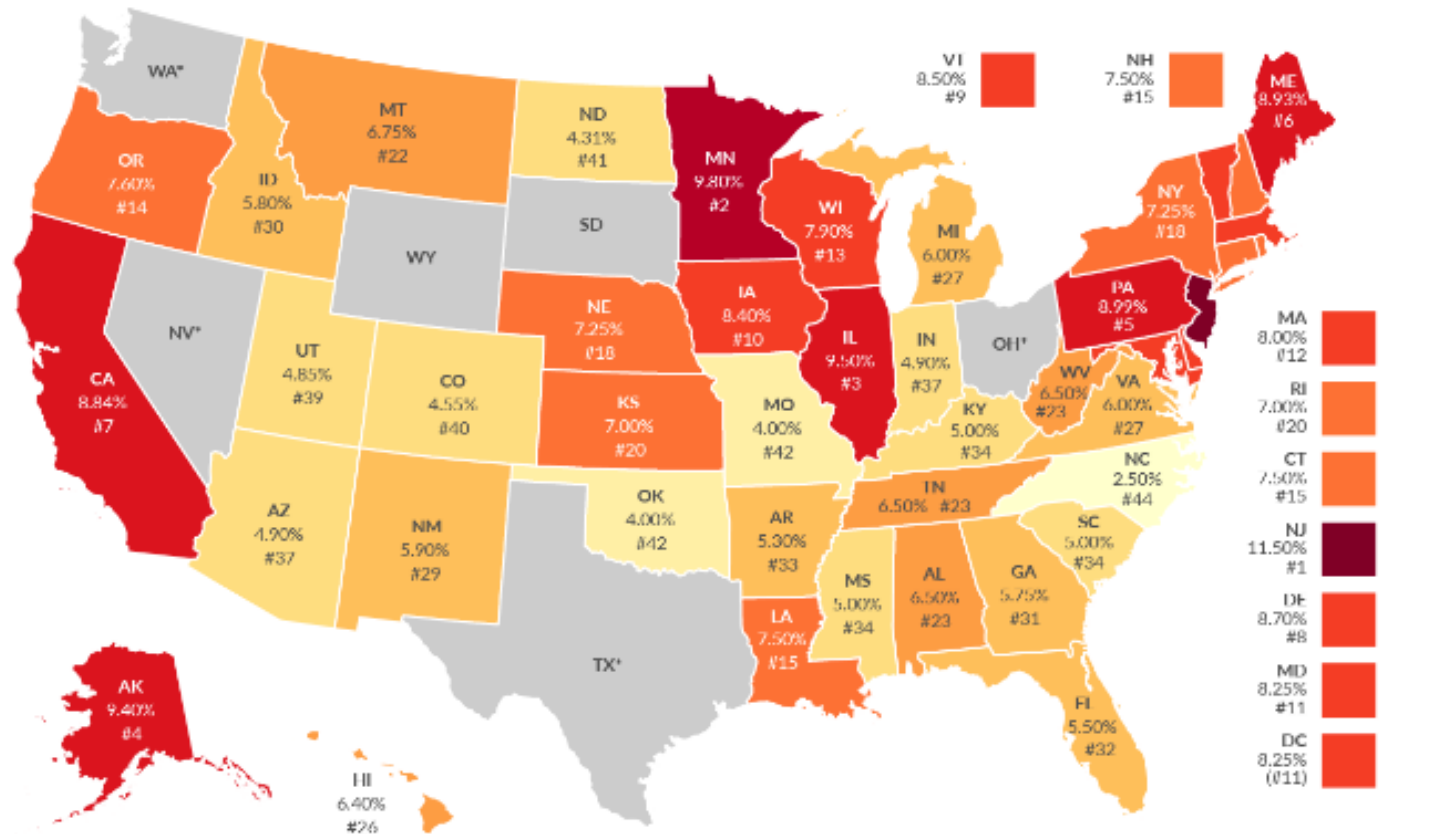 WA*
MT
6.75%
#22
ND
4.31%
#41
MN
9.80%
#2
VT
8.50%
#9
NH
7.50%
#15
ME
8.93%
#6
OR
7.60%
#14
ID
5.80%
#30
WY
SD
WI
7.90%
#13
MI
6.00%
#27
NY
7.25%
#18
NV*
UT
4.85%
#39
CO
4.55%
#40
NE
7.25%
#18
IA
8.40%
#10
IL
9.50%
#3
IN
4.90%
#37
OH*
PA
8.99%
#5
CA
8.84%
#7
KS
7.00%
#20
MO
4.00%
#42
KY
5.00%
#34
WV
6.50%
#23
VA
6.00%
#27
MA
8.00%
#12
RI
7.00%
#20
CT
7.50%
#15
NJ
11.50%
#1
DE
8.70%
#8
MD
8.25%
#11
DC
8.25%
(#11)
AZ
4.90%
#37
NM
5.90%
#29
OK
4.00%
#42
AR
5.30%
#33
TN
6.50% #23
NC
2.50%
#44
SC
5.00%
#34
MS
5.00%
#34
AL
6.50%
#23
GA
5.75%
#31
TX*
LA
7.50%
#15
FL
5.50%
#32
AK
9.40%
#4
HI
6.40%
#26